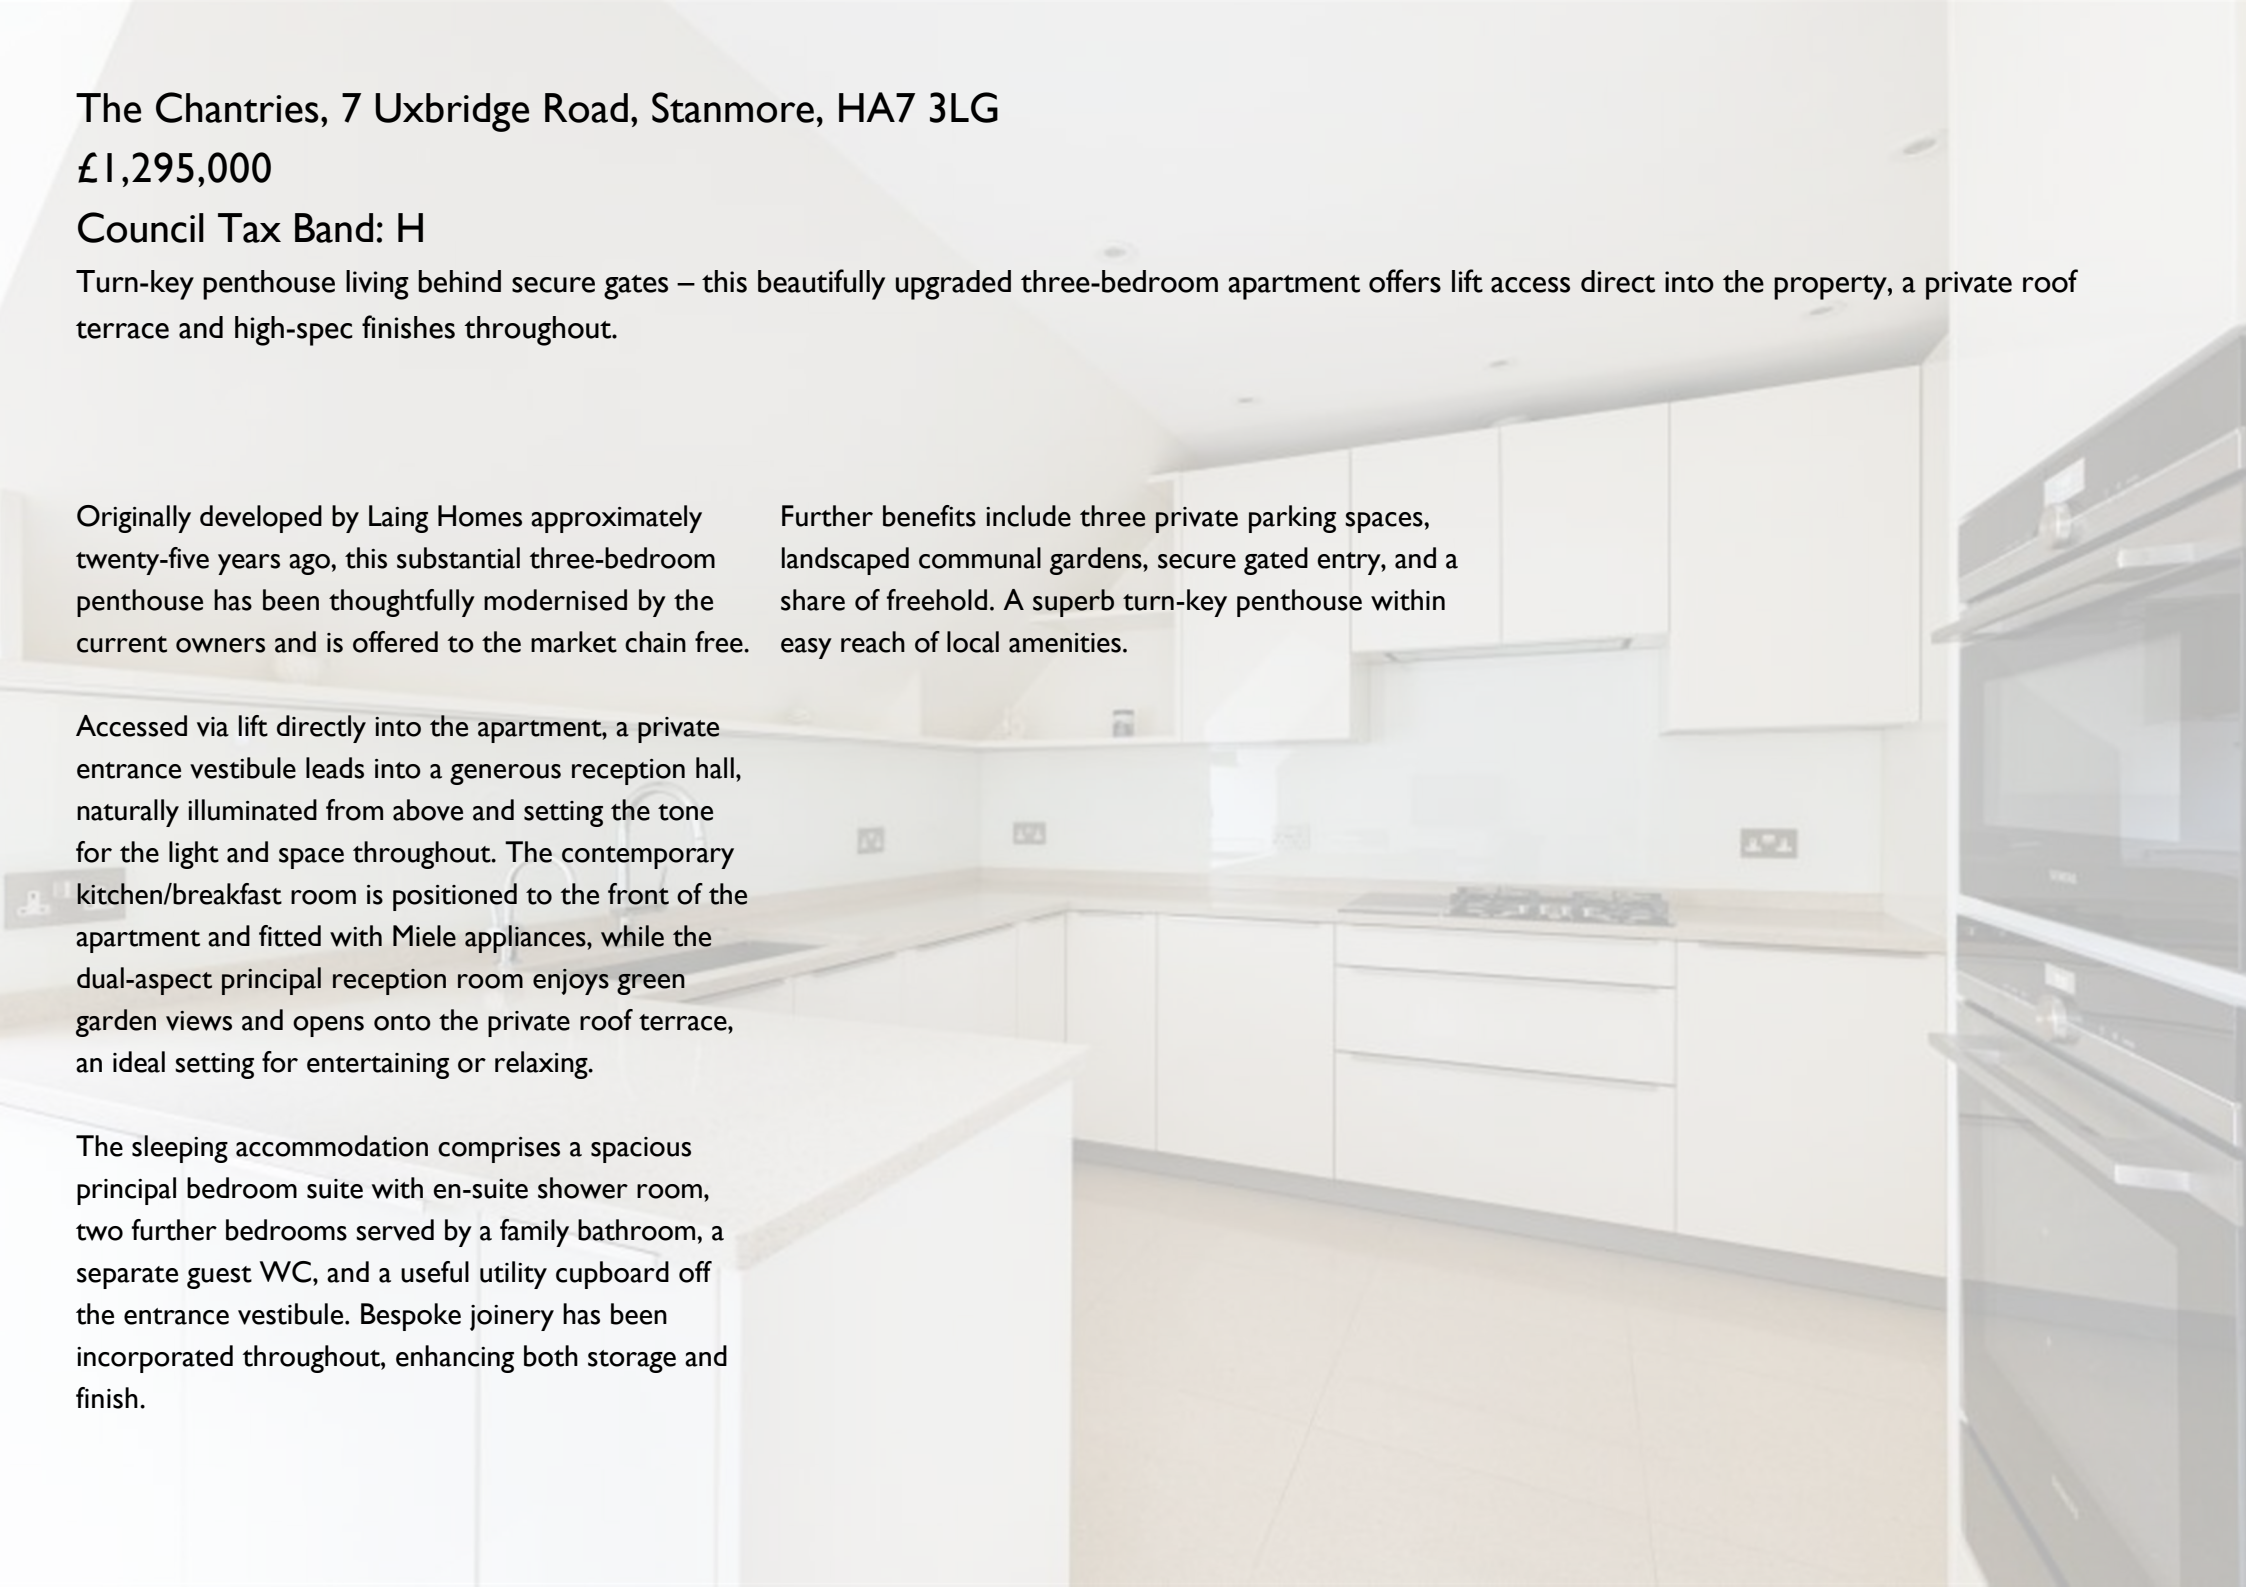 The Chantries, 7 Uxbridge Road, Stanmore, HA7 3LG
£1,295,000
Council Tax Band: H
Turn-key penthouse living behind secure gates – this beautifully upgraded three-bedroom apartment offers lift access direct into the property, a private roof
terrace and high-spec finishes throughout.
Originally developed by Laing Homes approximately
twenty-five years ago, this substantial three-bedroom
penthouse has been thoughtfully modernised by the
current owners and is offered to the market chain free.
Accessed via lift directly into the apartment, a private
entrance vestibule leads into a generous reception hall,
naturally illuminated from above and setting the tone
for the light and space throughout. The contemporary
kitchen/breakfast room is positioned to the front of the
apartment and fitted with Miele appliances, while the
dual-aspect principal reception room enjoys green
garden views and opens onto the private roof terrace,
an ideal setting for entertaining or relaxing.
The sleeping accommodation comprises a spacious
principal bedroom suite with en-suite shower room,
two further bedrooms served by a family bathroom, a
separate guest WC, and a useful utility cupboard off
the entrance vestibule. Bespoke joinery has been
incorporated throughout, enhancing both storage and
finish.
Further benefits include three private parking spaces,
landscaped communal gardens, secure gated entry, and a
share of freehold. A superb turn-key penthouse within
easy reach of local amenities.